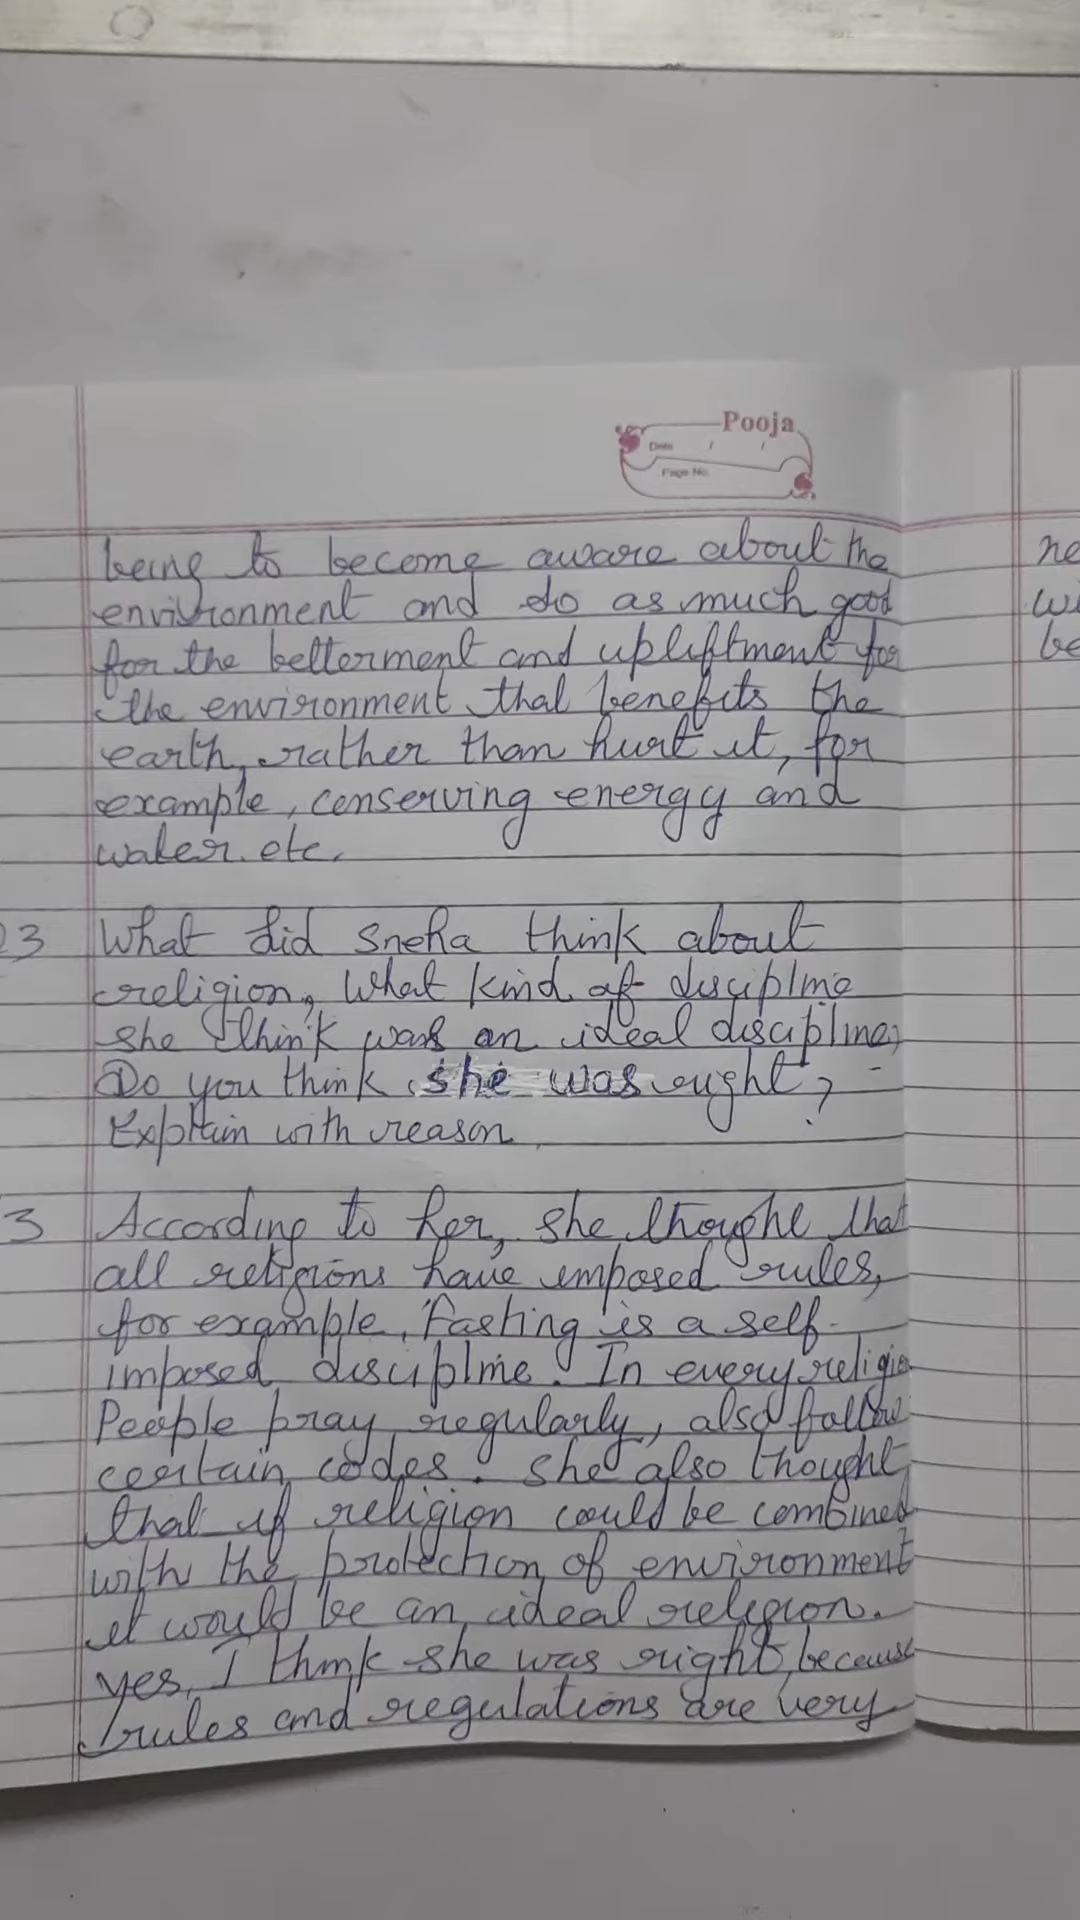 Pooja
Date / /
Page No.
being to become aware about the
environment and do as much good
for the betterment and upliftment for
the environment that benefits the
earth, rather than hurt it, for
example, conserving energy and
water. etc.
3 What did Sneha think about
religion, What kind of discipline
she think was an ideal discipline,
Do you think she was right?
Explain with reason.
3 According to her, she thought that
all religions have imposed rules,
for example, Fasting is a self-
imposed discipline. In every religion
People pray regularly, also follow
certain codes. She also thought
that if religion could be combined
with the protection of environment
it would be an ideal religion.
yes, I think she was right, because
rules and regulations are very
ne
wi
be